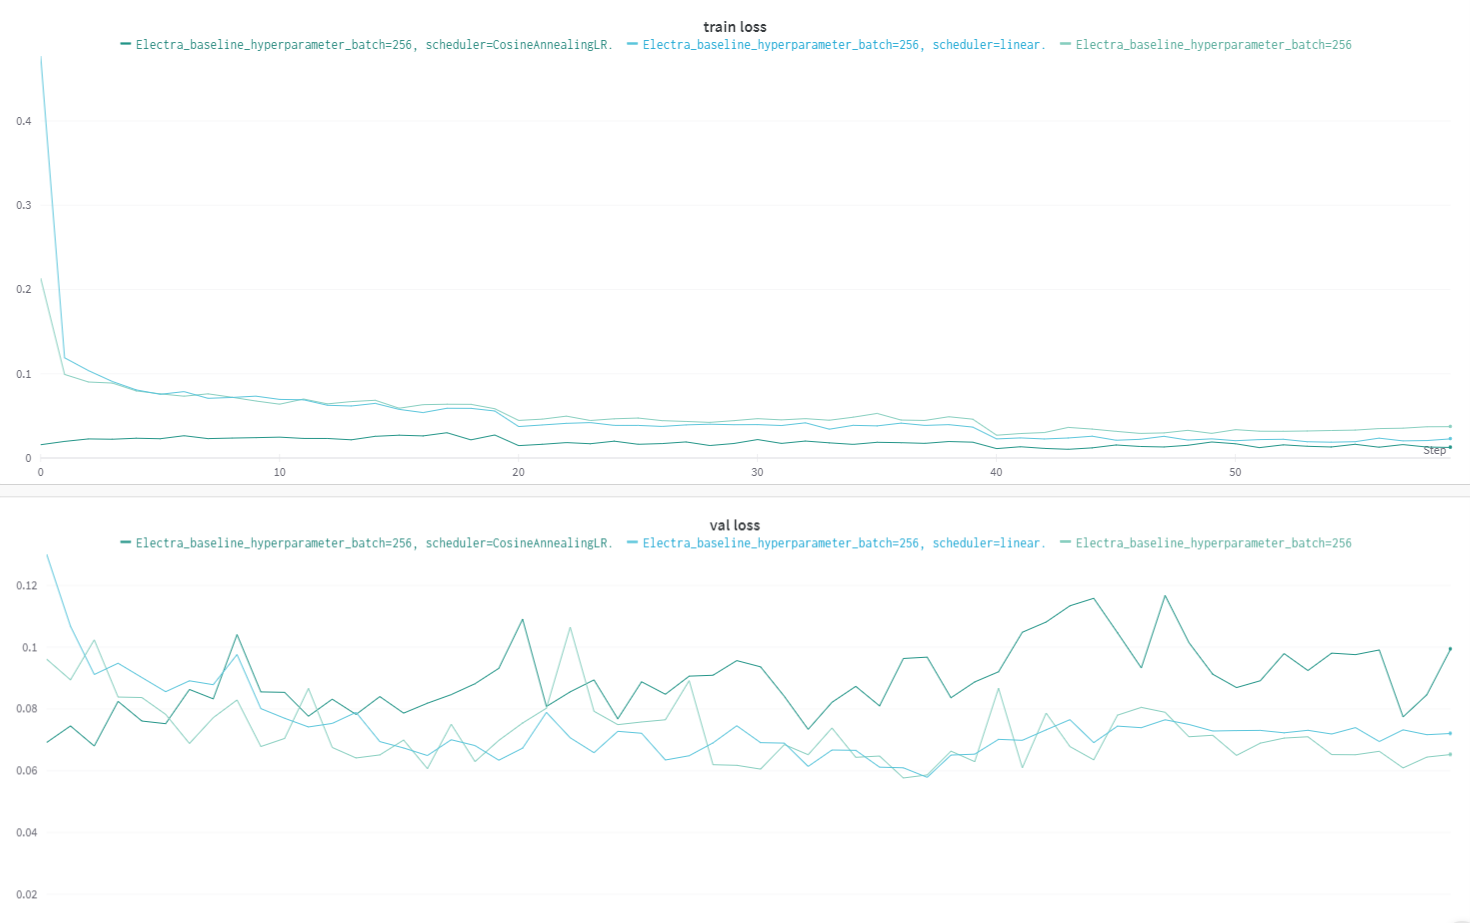 train loss
Electra_baseline_hyperparameter_batch=256, scheduler=CosineAnnealingLR. Electra_baseline_hyperparameter_batch=256, scheduler=linear. Electra_baseline_hyperparameter_batch=256
0.4
0.3
0.2
0.1
0
Step
0 10 20 30 40 50
val loss
Electra_baseline_hyperparameter_batch=256, scheduler=CosineAnnealingLR. Electra_baseline_hyperparameter_batch=256, scheduler=linear. Electra_baseline_hyperparameter_batch=256
0.12
0.1
0.08
0.06
0.04
0.02